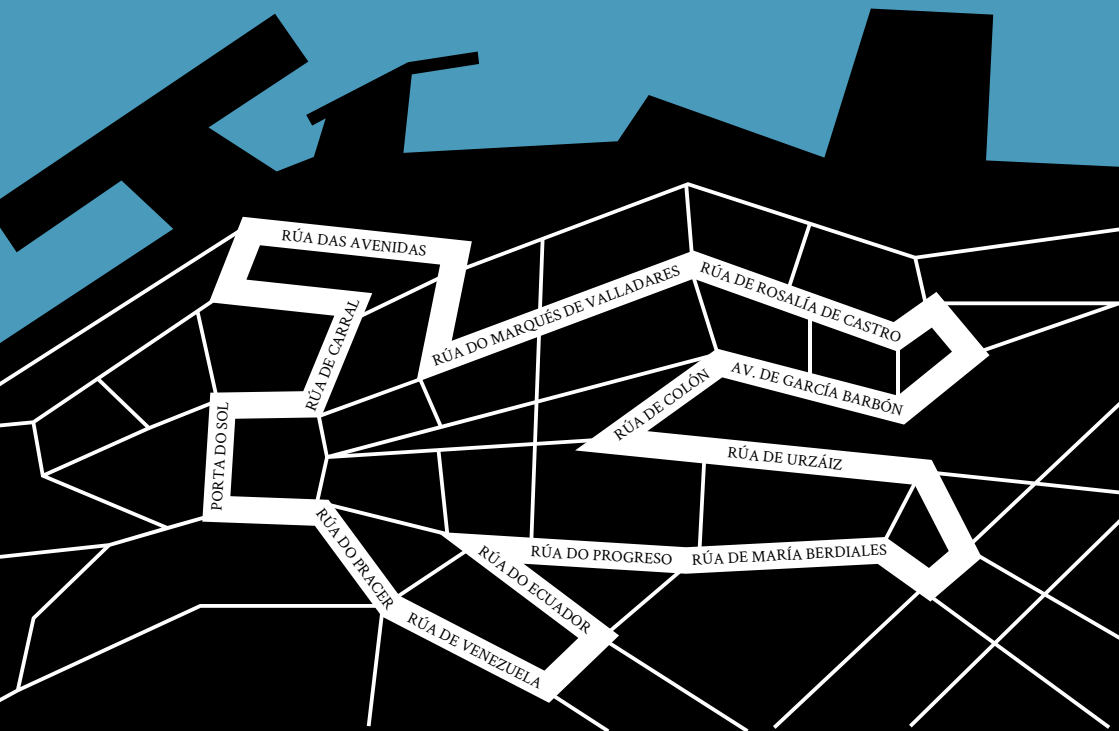 RÚA DAS AVENIDAS
RÚA DO MARQUÉS DE VALLADARES
RÚA DE ROSALÍA DE CASTRO
RÚA DE CARRAL
AV. DE GARCÍA BARBÓN
RÚA DE COLÓN
PORTA DO SOL
RÚA DE URZÁIZ
RÚA DO PRACER
RÚA DO PROGRESO
RÚA DE MARÍA BERDIALES
RÚA DO ECUADOR
RÚA DE VENEZUELA